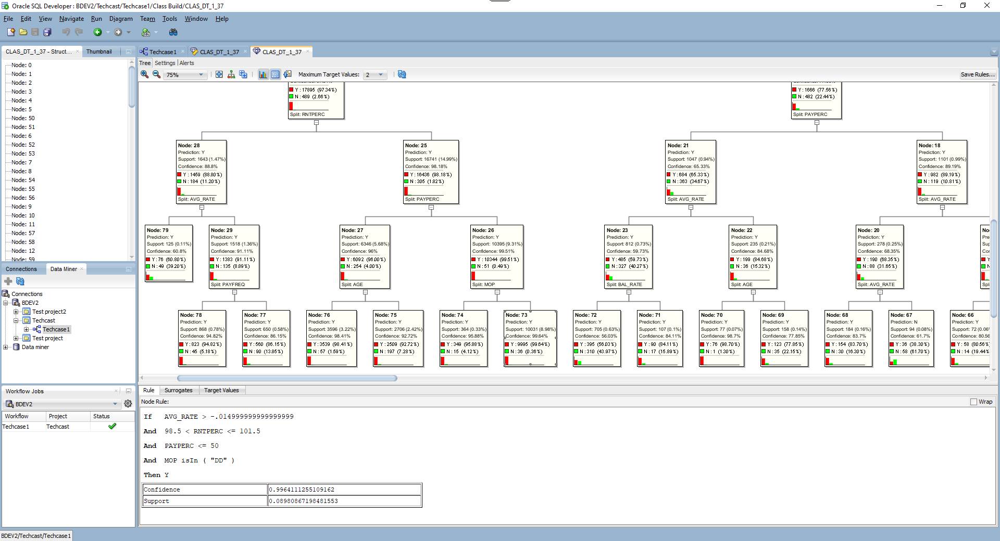 Oracle SQL Developer : BDEV2/Techcast/Techcase1/Class Build/CLAS_DT_1_37
File Edit View Navigate Run Diagram Team Tools Window Help
CLAS_DT_1_37 - Struct...
Thumbnail
Node: 0
Node: 1
Node: 2
Node: 3
Node: 4
Node: 5
Node: 50
Node: 51
Node: 6
Node: 52
Node: 53
Node: 7
Node: 8
Node: 54
Node: 55
Node: 56
Node: 9
Node: 10
Node: 11
Node: 57
Node: 58
Node: 12
Node: 59
Connections
Data Miner
Connections
BDEV2
Test project2
Techcast
Techcase1
Test project
Data miner
Workflow Jobs
BDEV2
Workflow Project Status
Techcase1 Techcast
Techcase1
CLAS_DT_1_37
CLAS_DT_1_37
Tree Settings Alerts
75%
Maximum Target Values: 2
Save Rules...
Y : 17895 (97.34%)
N : 489 (2.66%)
Split: RNTPERC
Y : 1666 (77.56%)
N : 482 (22.44%)
Split: PAYPERC
Node: 28
Prediction: Y
Support: 1643 (1.47%)
Confidence: 88.8%
Y : 1459 (88.80%)
N : 184 (11.20%)
Split: AVG_RATE
Node: 25
Prediction: Y
Support: 16741 (14.99%)
Confidence: 98.18%
Y : 16436 (98.18%)
N : 305 (1.82%)
Split: PAYPERC
Node: 21
Prediction: Y
Support: 1047 (0.94%)
Confidence: 65.33%
Y : 684 (65.33%)
N : 363 (34.67%)
Split: AVG_RATE
Node: 18
Prediction: Y
Support: 1101 (0.99%)
Confidence: 89.19%
Y : 982 (89.19%)
N : 119 (10.81%)
Split: AVG_RATE
Node: 79
Prediction: Y
Support: 125 (0.11%)
Confidence: 60.8%
Y : 76 (60.80%)
N : 49 (39.20%)
Node: 29
Prediction: Y
Support: 1518 (1.36%)
Confidence: 91.11%
Y : 1383 (91.11%)
N : 135 (8.89%)
Split: PAYFREQ
Node: 27
Prediction: Y
Support: 6346 (5.68%)
Confidence: 96%
Y : 6092 (96.00%)
N : 254 (4.00%)
Split: AGE
Node: 26
Prediction: Y
Support: 10395 (9.31%)
Confidence: 99.51%
Y : 10344 (99.51%)
N : 51 (0.49%)
Split: MOP
Node: 23
Prediction: Y
Support: 812 (0.73%)
Confidence: 59.73%
Y : 485 (59.73%)
N : 327 (40.27%)
Split: BAL_RATE
Node: 22
Prediction: Y
Support: 235 (0.21%)
Confidence: 84.68%
Y : 199 (84.68%)
N : 36 (15.32%)
Split: AGE
Node: 20
Prediction: Y
Support: 278 (0.25%)
Confidence: 68.35%
Y : 190 (68.35%)
N : 88 (31.65%)
Split: AVG_RATE
Node: 78
Prediction: Y
Support: 868 (0.78%)
Confidence: 94.82%
Y : 823 (94.82%)
N : 45 (5.18%)
Node: 77
Prediction: Y
Support: 650 (0.58%)
Confidence: 86.15%
Y : 560 (86.15%)
N : 90 (13.85%)
Node: 76
Prediction: Y
Support: 3596 (3.22%)
Confidence: 98.41%
Y : 3539 (98.41%)
N : 57 (1.59%)
Node: 75
Prediction: Y
Support: 2706 (2.42%)
Confidence: 92.72%
Y : 2509 (92.72%)
N : 197 (7.28%)
Node: 74
Prediction: Y
Support: 364 (0.33%)
Confidence: 95.88%
Y : 349 (95.88%)
N : 15 (4.12%)
Node: 73
Prediction: Y
Support: 10031 (8.98%)
Confidence: 99.64%
Y : 9995 (99.64%)
N : 36 (0.36%)
Node: 72
Prediction: Y
Support: 705 (0.63%)
Confidence: 56.03%
Y : 395 (56.03%)
N : 310 (43.97%)
Node: 71
Prediction: Y
Support: 107 (0.1%)
Confidence: 84.11%
Y : 90 (84.11%)
N : 17 (15.89%)
Node: 70
Prediction: Y
Support: 77 (0.07%)
Confidence: 98.7%
Y : 76 (98.70%)
N : 1 (1.30%)
Node: 69
Prediction: Y
Support: 158 (0.14%)
Confidence: 77.85%
Y : 123 (77.85%)
N : 35 (22.15%)
Node: 68
Prediction: Y
Support: 184 (0.16%)
Confidence: 83.7%
Y : 154 (83.70%)
N : 30 (16.30%)
Node: 67
Prediction: N
Support: 94 (0.08%)
Confidence: 61.7%
Y : 36 (38.30%)
N : 58 (61.70%)
Node: 66
Prediction: Y
Support: 72 (0.06
Confidence: 80.56
Y : 58 (80.56%
N : 14 (19.44%
Rule Surrogates Target Values
Node Rule:
Wrap
If AVG_RATE > -.014999999999999999
And 98.5 < RNTPERC <= 101.5
And PAYPERC <= 50
And MOP isIn ( "DD" )
Then Y
Confidence 0.9964111255109162
Support 0.08980867198481553
BDEV2/Techcast/Techcase1